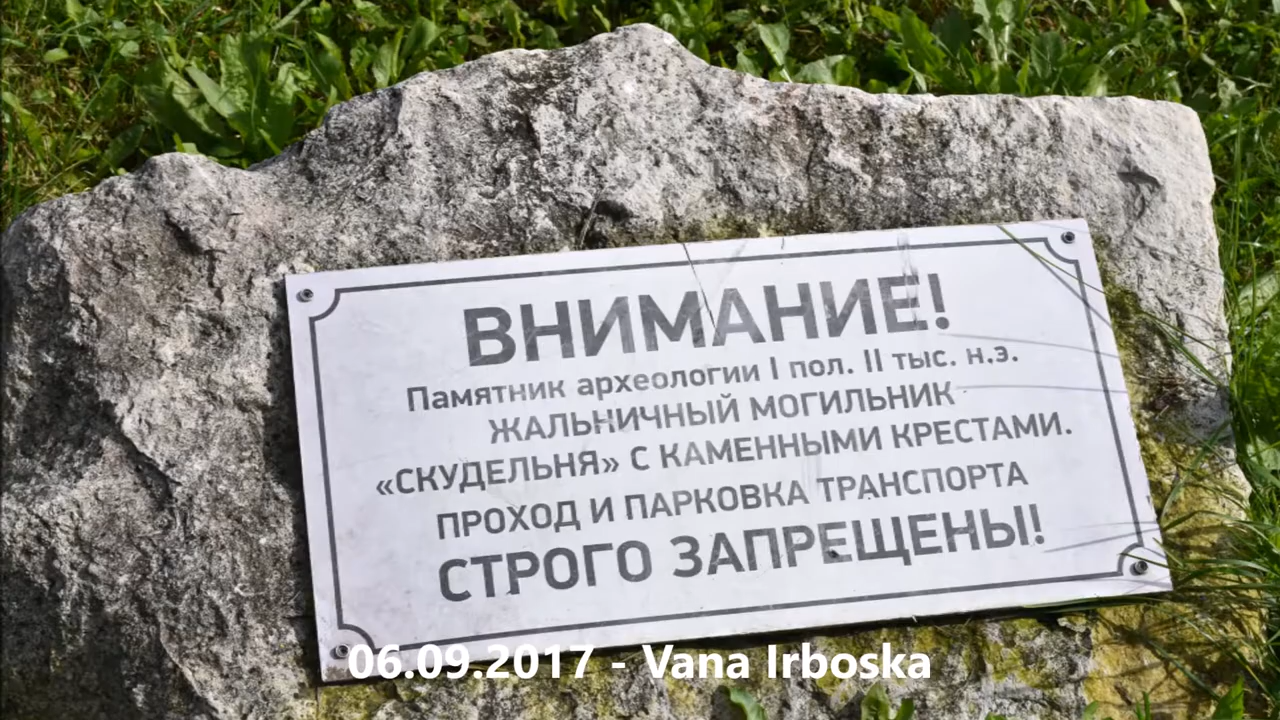 ВНИМАНИЕ!
Памятник археологии I пол. II тыс. н.э.
ЖАЛЬНИЧНЫЙ МОГИЛЬНИК
«СКУДЕЛЬНЯ» С КАМЕННЫМИ КРЕСТАМИ.
ПРОХОД И ПАРКОВКА ТРАНСПОРТА
СТРОГО ЗАПРЕЩЕНЫ!
06.09.2017 - Vana Irboska